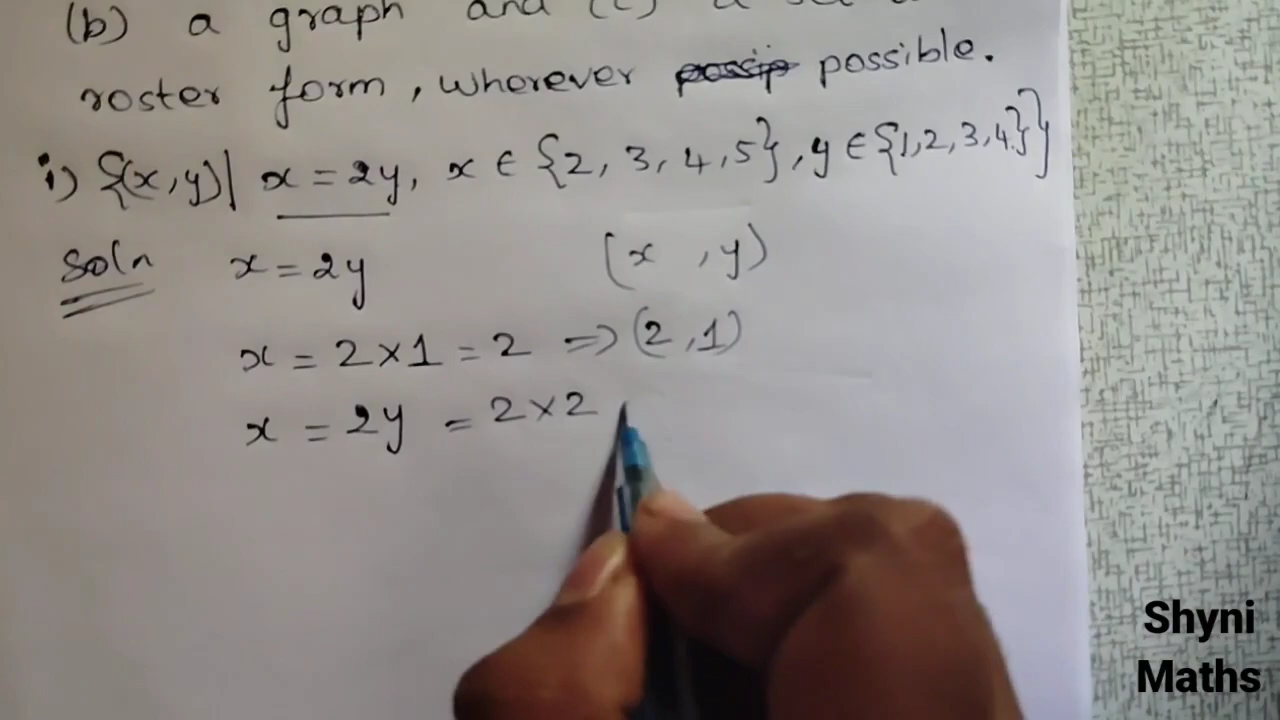 (b) a graph and (c) a
roster form, wherever possible.
i) {(x,y)| x = 2y, x ∈ {2, 3, 4, 5}, y ∈ {1, 2, 3, 4}}
Soln x = 2y (x , y)
x = 2×1 = 2 => (2,1)
x = 2y = 2×2
Shyni
Maths